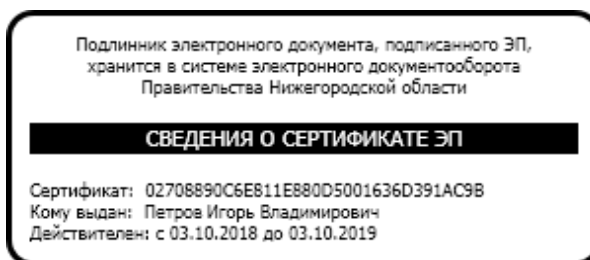 Подлинник электронного документа, подписанного ЭП,
хранится в системе электронного документооборота
Правительства Нижегородской области
СВЕДЕНИЯ О СЕРТИФИКАТЕ ЭП
Сертификат: 02708890C6E811E880D5001636D391AC9B
Кому выдан: Петров Игорь Владимирович
Действителен: с 03.10.2018 до 03.10.2019